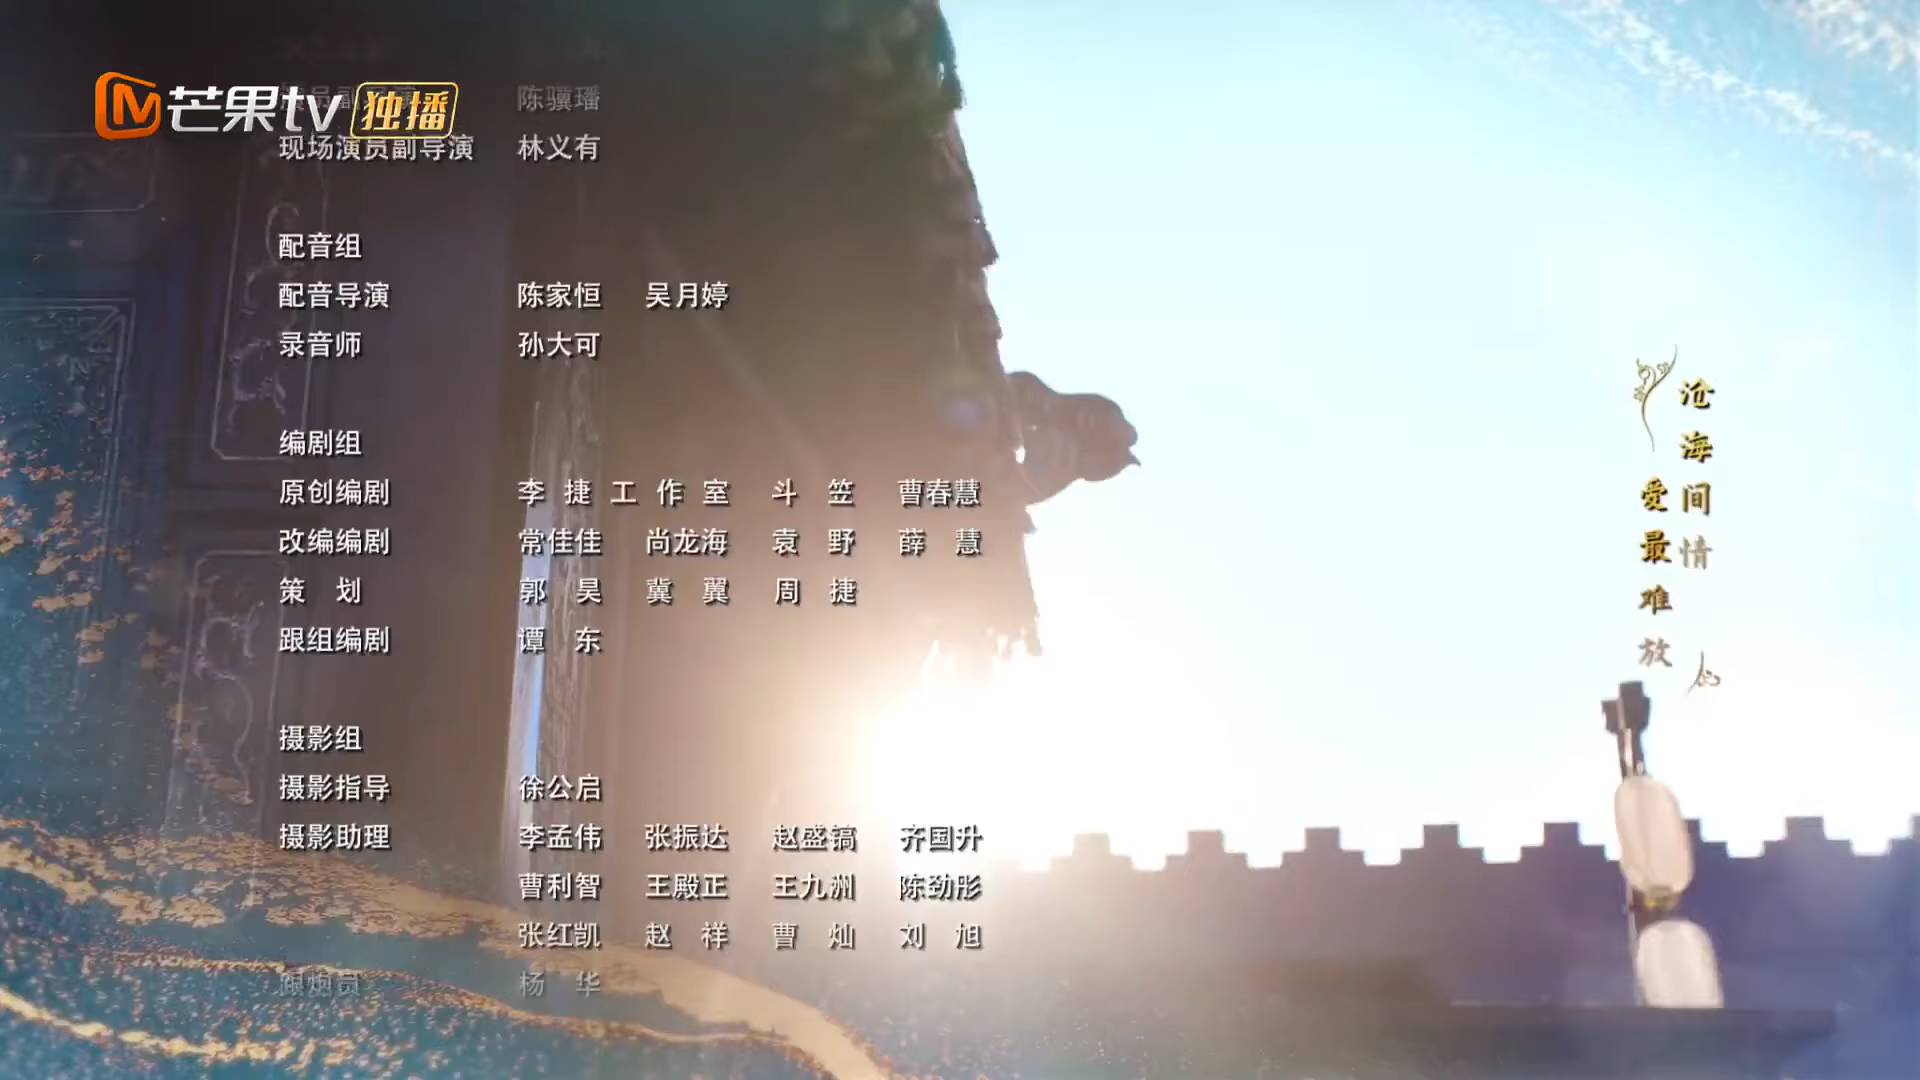 芒果tv 独播
陈骥璠
现场演员副导演 林义有
配音组
配音导演 陈家恒 吴月婷
录音师 孙大可
编剧组
原创编剧 李捷工作室 斗笠 曹春慧
改编编剧 常佳佳 尚龙海 袁野 薛慧
策划 郭昊 冀翼 周捷
跟组编剧 谭东
摄影组
摄影指导 徐公启
摄影助理 李孟伟 张振达 赵盛镐 齐国升
曹利智 王殿正 王九洲 陈劲彤
张红凯 赵祥 曹灿 刘旭
杨华
沧海间情
爱最难放